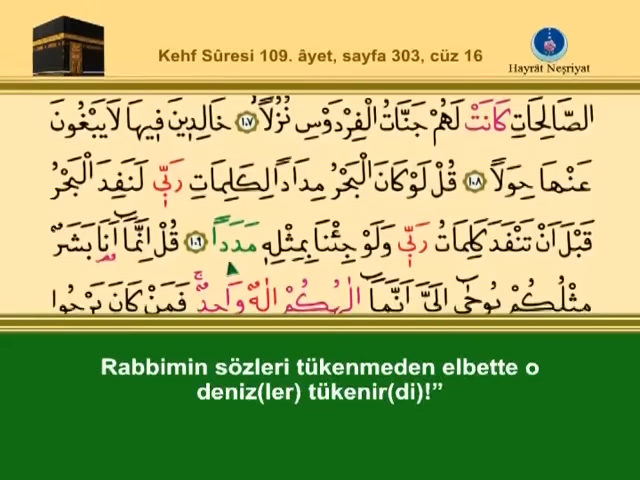 Kehf Sûresi 109. âyet, sayfa 303, cüz 16
Hayrât Neşriyat
الصَّالِحَاتِ كَانَتْ لَهُمْ جَنَّاتُ الْفِرْدَوْسِ نُزُلًا ﴿١٠٧﴾ خَالِدِينَ فِيهَا لَا يَبْغُونَ
عَنْهَا حِوَلًا ﴿١٠٨﴾ قُلْ لَوْ كَانَ الْبَحْرُ مِدَادًا لِكَلِمَاتِ رَبِّي لَنَفِدَ الْبَحْرُ
قَبْلَ اَنْ تَنْفَدَ كَلِمَاتُ رَبِّي وَلَوْ جِئْنَا بِمِثْلِهِ مَدَدًا ﴿١٠٩﴾ قُلْ اِنَّمَٓا اَنَا بَشَرٌ
مِثْلُكُمْ يُوحٰٓى اِلَيَّ اَنَّمَٓا اِلٰهُكُمْ اِلٰهٌ وَاحِدٌۚ فَمَنْ كَانَ يَرْجُوا
Rabbimin sözleri tükenmeden elbette o
deniz(ler) tükenir(di)!”